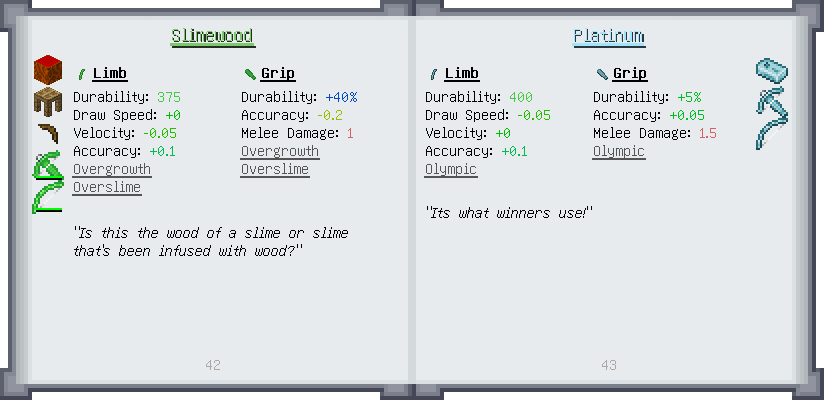 Slimewood
Limb
Durability: 375
Draw Speed: +0
Velocity: -0.05
Accuracy: +0.1
Overgrowth
Overslime
Grip
Durability: +40%
Accuracy: -0.2
Melee Damage: 1
Overgrowth
Overslime
"Is this the wood of a slime or slime
that's been infused with wood?"
42
Platinum
Limb
Durability: 400
Draw Speed: -0.05
Velocity: +0
Accuracy: +0.1
Olympic
Grip
Durability: +5%
Accuracy: +0.05
Melee Damage: 1.5
Olympic
"Its what winners use!"
43